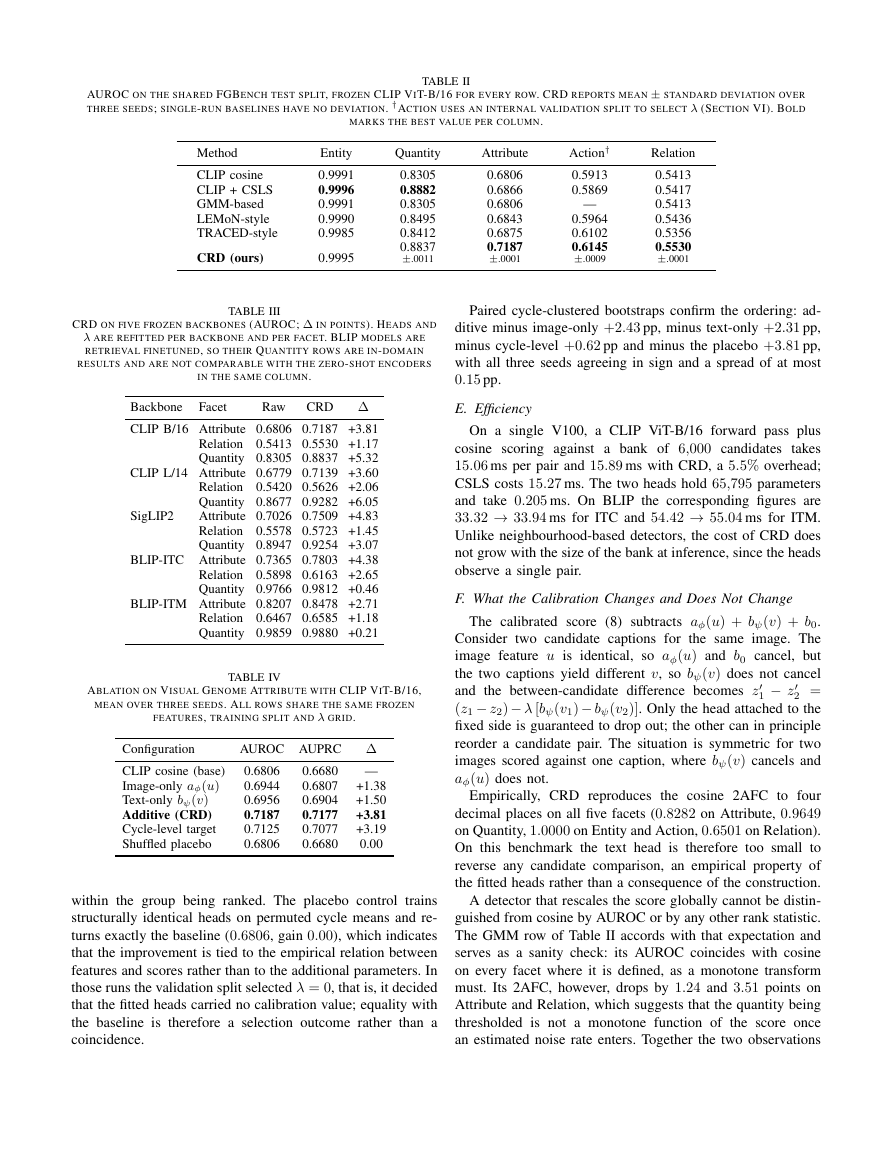 TABLE II
AUROC ON THE SHARED FGBENCH TEST SPLIT, FROZEN CLIP VIT-B/16 FOR EVERY ROW. CRD REPORTS MEAN ± STANDARD DEVIATION OVER
THREE SEEDS; SINGLE-RUN BASELINES HAVE NO DEVIATION. †ACTION USES AN INTERNAL VALIDATION SPLIT TO SELECT λ (SECTION VI). BOLD
MARKS THE BEST VALUE PER COLUMN.
Method Entity Quantity Attribute Action† Relation
CLIP cosine 0.9991 0.8305 0.6806 0.5913 0.5413
CLIP + CSLS 0.9996 0.8882 0.6866 0.5869 0.5417
GMM-based 0.9991 0.8305 0.6806 — 0.5413
LEMoN-style 0.9990 0.8495 0.6843 0.5964 0.5436
TRACED-style 0.9985 0.8412 0.6875 0.6102 0.5356
0.8837 0.7187 0.6145 0.5530
CRD (ours) 0.9995 ±.0011 ±.0001 ±.0009 ±.0001
TABLE III
CRD ON FIVE FROZEN BACKBONES (AUROC; Δ IN POINTS). HEADS AND
λ ARE REFITTED PER BACKBONE AND PER FACET. BLIP MODELS ARE
RETRIEVAL FINETUNED, SO THEIR QUANTITY ROWS ARE IN-DOMAIN
RESULTS AND ARE NOT COMPARABLE WITH THE ZERO-SHOT ENCODERS
IN THE SAME COLUMN.
Backbone Facet Raw CRD Δ
CLIP B/16 Attribute 0.6806 0.7187 +3.81
Relation 0.5413 0.5530 +1.17
Quantity 0.8305 0.8837 +5.32
CLIP L/14 Attribute 0.6779 0.7139 +3.60
Relation 0.5420 0.5626 +2.06
Quantity 0.8677 0.9282 +6.05
SigLIP2 Attribute 0.7026 0.7509 +4.83
Relation 0.5578 0.5723 +1.45
Quantity 0.8947 0.9254 +3.07
BLIP-ITC Attribute 0.7365 0.7803 +4.38
Relation 0.5898 0.6163 +2.65
Quantity 0.9766 0.9812 +0.46
BLIP-ITM Attribute 0.8207 0.8478 +2.71
Relation 0.6467 0.6585 +1.18
Quantity 0.9859 0.9880 +0.21
TABLE IV
ABLATION ON VISUAL GENOME ATTRIBUTE WITH CLIP VIT-B/16,
MEAN OVER THREE SEEDS. ALL ROWS SHARE THE SAME FROZEN
FEATURES, TRAINING SPLIT AND λ GRID.
Configuration AUROC AUPRC Δ
CLIP cosine (base) 0.6806 0.6680 —
Image-only aϕ(u) 0.6944 0.6807 +1.38
Text-only bψ(v) 0.6956 0.6904 +1.50
Additive (CRD) 0.7187 0.7177 +3.81
Cycle-level target 0.7125 0.7077 +3.19
Shuffled placebo 0.6806 0.6680 0.00
within the group being ranked. The placebo control trains
structurally identical heads on permuted cycle means and re-
turns exactly the baseline (0.6806, gain 0.00), which indicates
that the improvement is tied to the empirical relation between
features and scores rather than to the additional parameters. In
those runs the validation split selected λ = 0, that is, it decided
that the fitted heads carried no calibration value; equality with
the baseline is therefore a selection outcome rather than a
coincidence.
Paired cycle-clustered bootstraps confirm the ordering: ad-
ditive minus image-only +2.43 pp, minus text-only +2.31 pp,
minus cycle-level +0.62 pp and minus the placebo +3.81 pp,
with all three seeds agreeing in sign and a spread of at most
0.15 pp.
E. Efficiency
On a single V100, a CLIP ViT-B/16 forward pass plus
cosine scoring against a bank of 6,000 candidates takes
15.06 ms per pair and 15.89 ms with CRD, a 5.5% overhead;
CSLS costs 15.27 ms. The two heads hold 65,795 parameters
and take 0.205 ms. On BLIP the corresponding figures are
33.32 → 33.94 ms for ITC and 54.42 → 55.04 ms for ITM.
Unlike neighbourhood-based detectors, the cost of CRD does
not grow with the size of the bank at inference, since the heads
observe a single pair.
F. What the Calibration Changes and Does Not Change
The calibrated score (8) subtracts aϕ(u) + bψ(v) + b0.
Consider two candidate captions for the same image. The
image feature u is identical, so aϕ(u) and b0 cancel, but
the two captions yield different v, so bψ(v) does not cancel
and the between-candidate difference becomes z′1 − z′2 =
(z1 − z2) − λ [bψ(v1) − bψ(v2)]. Only the head attached to the
fixed side is guaranteed to drop out; the other can in principle
reorder a candidate pair. The situation is symmetric for two
images scored against one caption, where bψ(v) cancels and
aϕ(u) does not.
Empirically, CRD reproduces the cosine 2AFC to four
decimal places on all five facets (0.8282 on Attribute, 0.9649
on Quantity, 1.0000 on Entity and Action, 0.6501 on Relation).
On this benchmark the text head is therefore too small to
reverse any candidate comparison, an empirical property of
the fitted heads rather than a consequence of the construction.
A detector that rescales the score globally cannot be distin-
guished from cosine by AUROC or by any other rank statistic.
The GMM row of Table II accords with that expectation and
serves as a sanity check: its AUROC coincides with cosine
on every facet where it is defined, as a monotone transform
must. Its 2AFC, however, drops by 1.24 and 3.51 points on
Attribute and Relation, which suggests that the quantity being
thresholded is not a monotone function of the score once
an estimated noise rate enters. Together the two observations